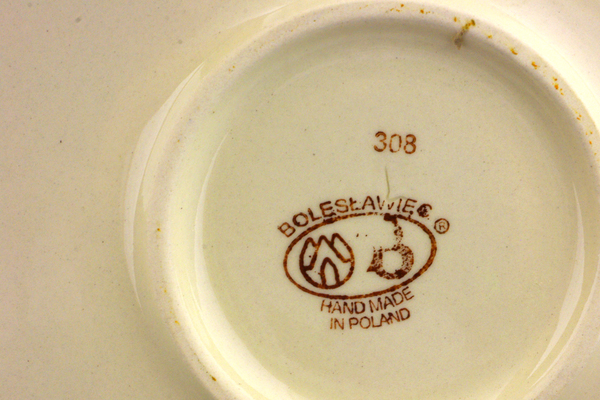 308
BOLESŁAWIEC ®
B
HAND MADE
IN POLAND